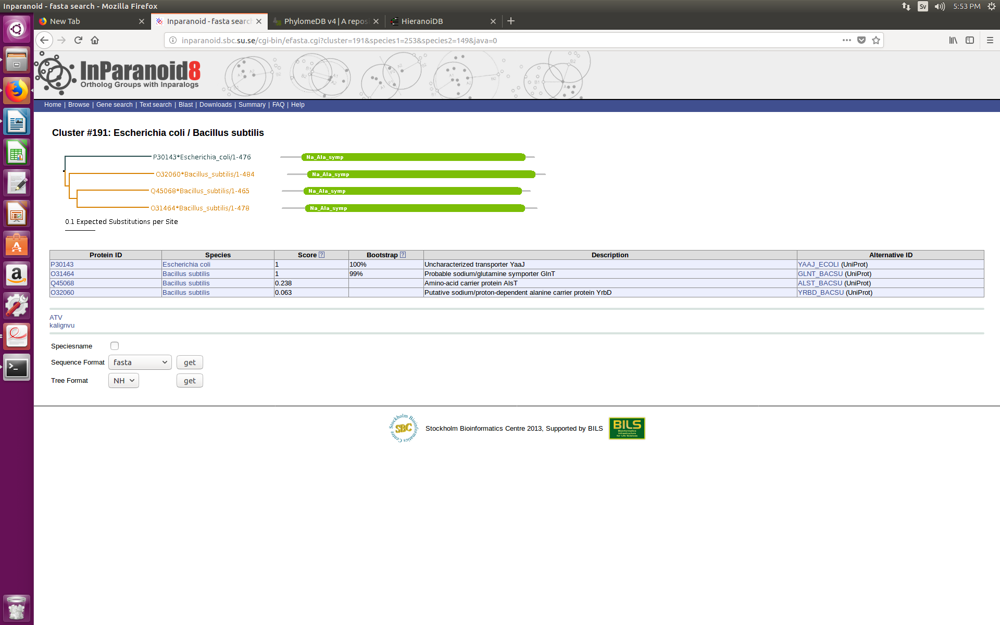 Inparanoid - fasta search - Mozilla Firefox
Sv
5:53 PM
New Tab
Inparanoid - fasta search
PhylomeDB v4 | A repos
HieranoiDB
inparanoid.sbc.su.se/cgi-bin/efasta.cgi?cluster=191&species1=253&species2=149&java=0
InParanoid8
Ortholog Groups with Inparalogs
Home | Browse | Gene search | Text search | Blast | Downloads | Summary | FAQ | Help
Cluster #191: Escherichia coli / Bacillus subtilis
P30143*Escherichia_coli/1-476 Na_Ala_symp
O32060*Bacillus_subtilis/1-484 Na_Ala_symp
Q45068*Bacillus_subtilis/1-465 Na_Ala_symp
O31464*Bacillus_subtilis/1-478 Na_Ala_symp
0.1 Expected Substitutions per Site
Protein ID Species Score ? Bootstrap ? Description Alternative ID
P30143 Escherichia coli 1 100% Uncharacterized transporter YaaJ YAAJ_ECOLI (UniProt)
O31464 Bacillus subtilis 1 99% Probable sodium/glutamine symporter GlnT GLNT_BACSU (UniProt)
Q45068 Bacillus subtilis 0.238 Amino-acid carrier protein AlsT ALST_BACSU (UniProt)
O32060 Bacillus subtilis 0.063 Putative sodium/proton-dependent alanine carrier protein YrbD YRBD_BACSU (UniProt)
ATV
kalignvu
Speciesname
Sequence Format fasta get
Tree Format NH get
Stockholm Bioinformatics Centre
SBC
Stockholm Bioinformatics Centre 2013, Supported by BILS
BILS
Bioinformatics
Infrastructure
for Life Sciences